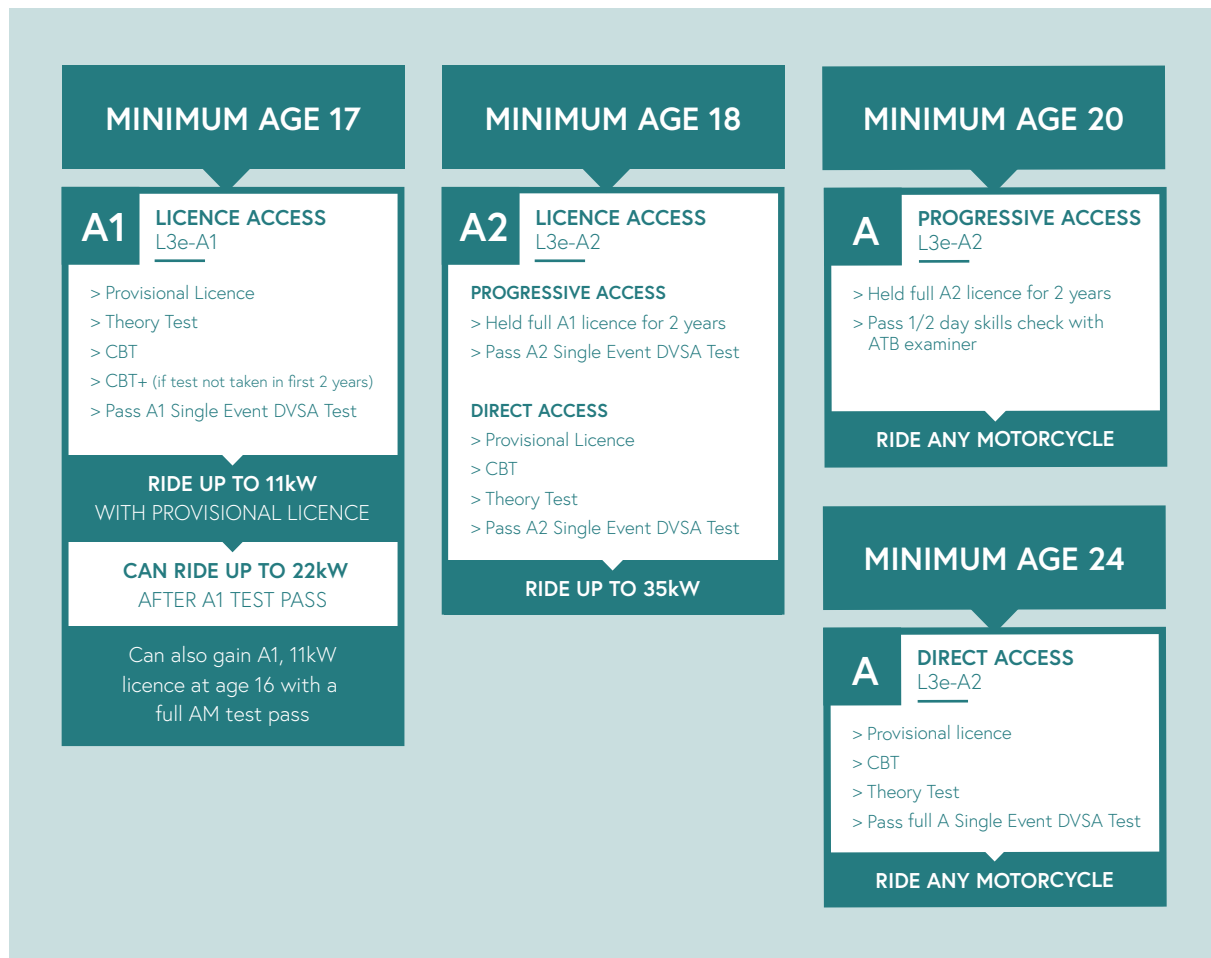 MINIMUM AGE 17
A1
LICENCE ACCESS
L3e-A1
> Provisional Licence
> Theory Test
> CBT
> CBT+ (if test not taken in first 2 years)
> Pass A1 Single Event DVSA Test
RIDE UP TO 11kW
WITH PROVISIONAL LICENCE
CAN RIDE UP TO 22kW
AFTER A1 TEST PASS
Can also gain A1, 11kW
licence at age 16 with a
full AM test pass
MINIMUM AGE 18
A2
LICENCE ACCESS
L3e-A2
PROGRESSIVE ACCESS
> Held full A1 licence for 2 years
> Pass A2 Single Event DVSA Test
DIRECT ACCESS
> Provisional Licence
> CBT
> Theory Test
> Pass A2 Single Event DVSA Test
RIDE UP TO 35kW
MINIMUM AGE 20
A
PROGRESSIVE ACCESS
L3e-A2
> Held full A2 licence for 2 years
> Pass 1/2 day skills check with
ATB examiner
RIDE ANY MOTORCYCLE
MINIMUM AGE 24
A
DIRECT ACCESS
L3e-A2
> Provisional licence
> CBT
> Theory Test
> Pass full A Single Event DVSA Test
RIDE ANY MOTORCYCLE